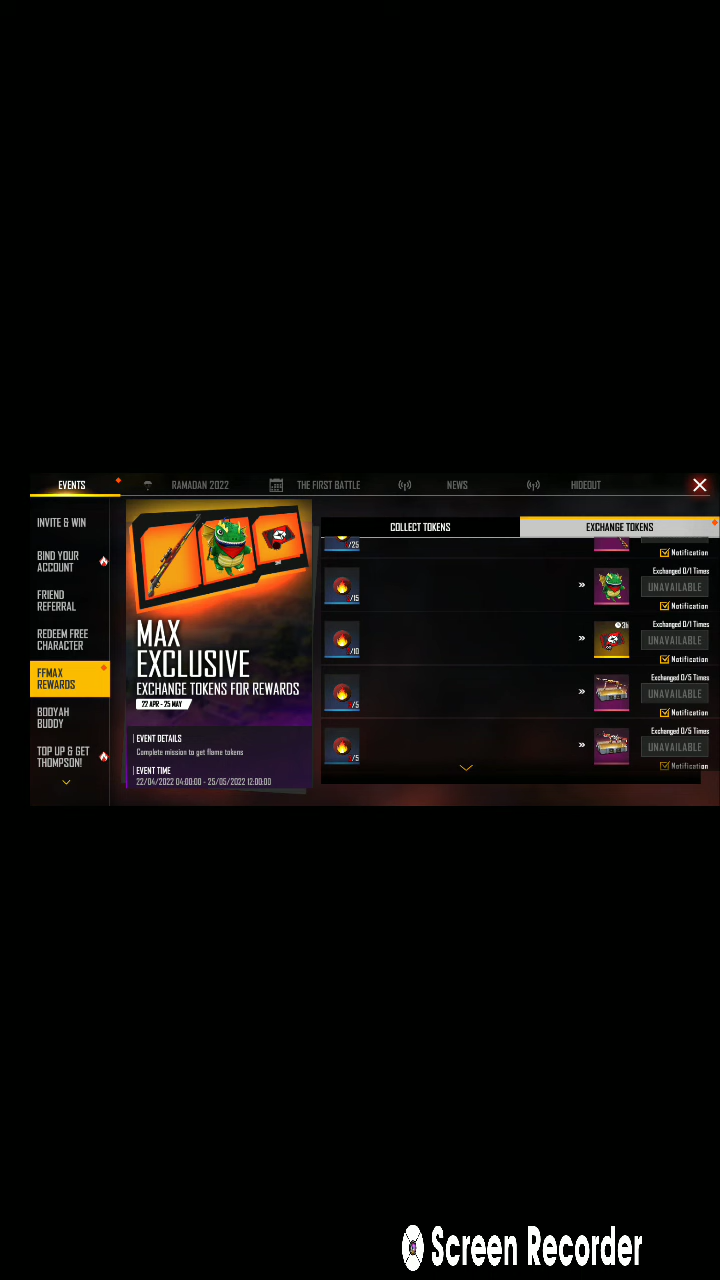 EVENTS
RAMADAN 2022
THE FIRST BATTLE
NEWS
HIDEOUT
INVITE & WIN
BIND YOUR
ACCOUNT
FRIEND
REFERRAL
REDEEM FREE
CHARACTER
FFMAX
REWARDS
BOOYAH
BUDDY
TOP UP & GET
THOMPSON!
MAX
EXCLUSIVE
EXCHANGE TOKENS FOR REWARDS
22 APR - 25 MAY
EVENT DETAILS
Complete mission to get flame tokens
EVENT TIME
22/04/2022 04:00:00 - 25/05/2022 12:00:00
COLLECT TOKENS
EXCHANGE TOKENS
/25
Notification
Exchanged 0/1 Times
/15
UNAVAILABLE
Notification
Exchanged 0/1 Times
/10
3h
UNAVAILABLE
Notification
Exchanged 0/5 Times
/5
UNAVAILABLE
Notification
Exchanged 0/5 Times
/5
UNAVAILABLE
Notification
Screen Recorder